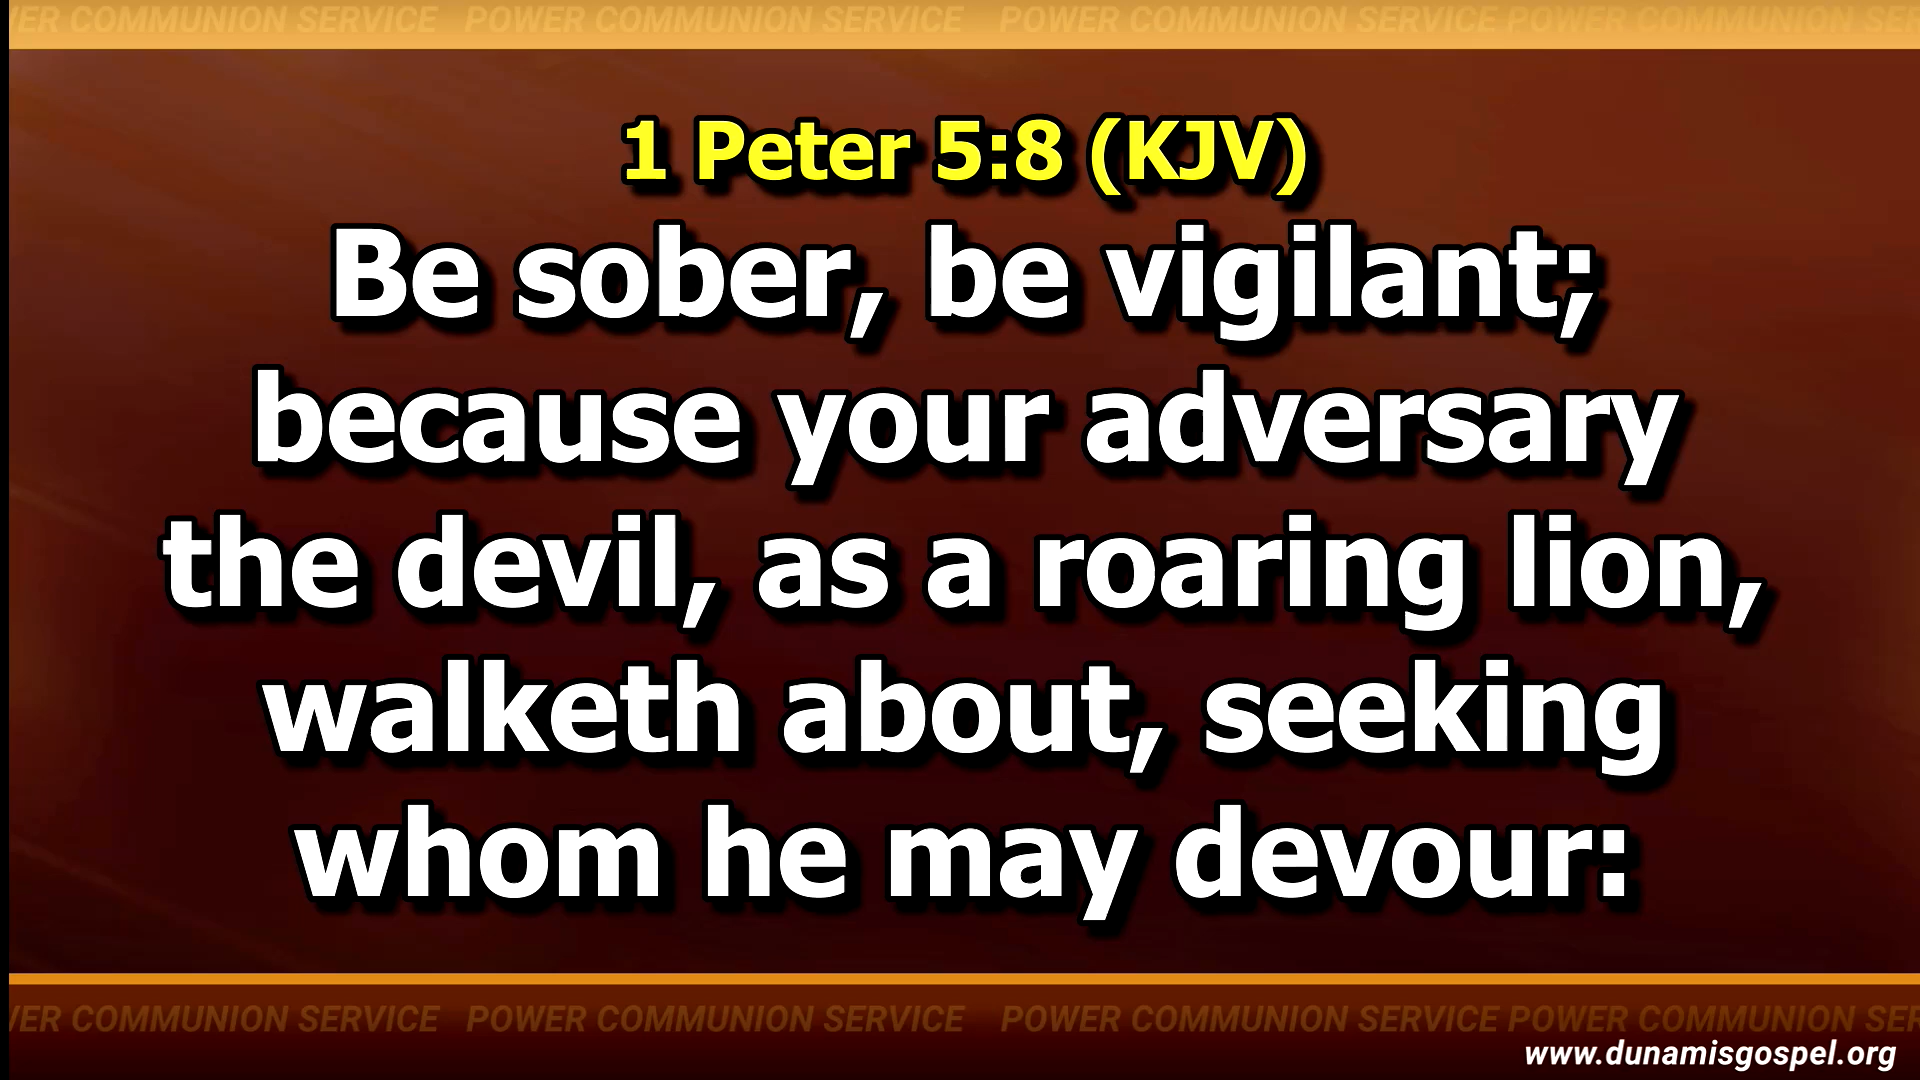 ER COMMUNION SERVICE POWER COMMUNION SERVICE POWER COMMUNION SERVICE POWER COMMUNION SER
1 Peter 5:8 (KJV)
Be sober, be vigilant;
because your adversary
the devil, as a roaring lion,
walketh about, seeking
whom he may devour:
VER COMMUNION SERVICE POWER COMMUNION SERVICE POWER COMMUNION SERVICE POWER COMMUNION SER
www.dunamisgospel.org